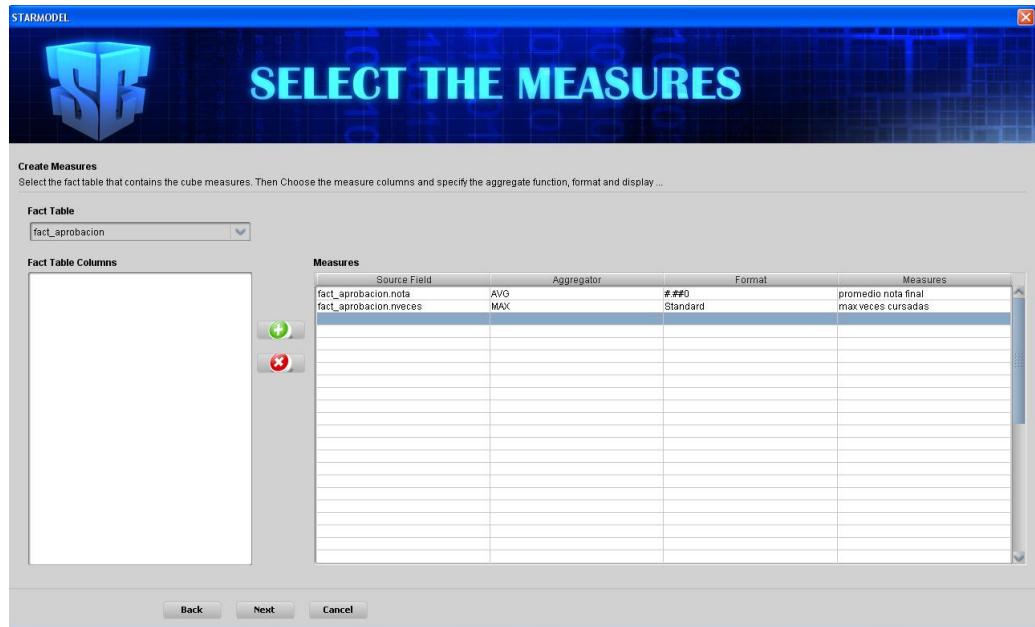 STARMODEL
SC
SELECT THE MEASURES
Create Measures
Select the fact table that contains the cube measures. Then Choose the measure columns and specify the aggregate function, format and display ...
Fact Table
fact_aprobacion
Fact Table Columns
Measures
Source Field Aggregator Format Measures
fact_aprobacion.nota AVG #.##0 promedio nota final
fact_aprobacion.nveces MAX Standard max veces cursadas
Back Next Cancel